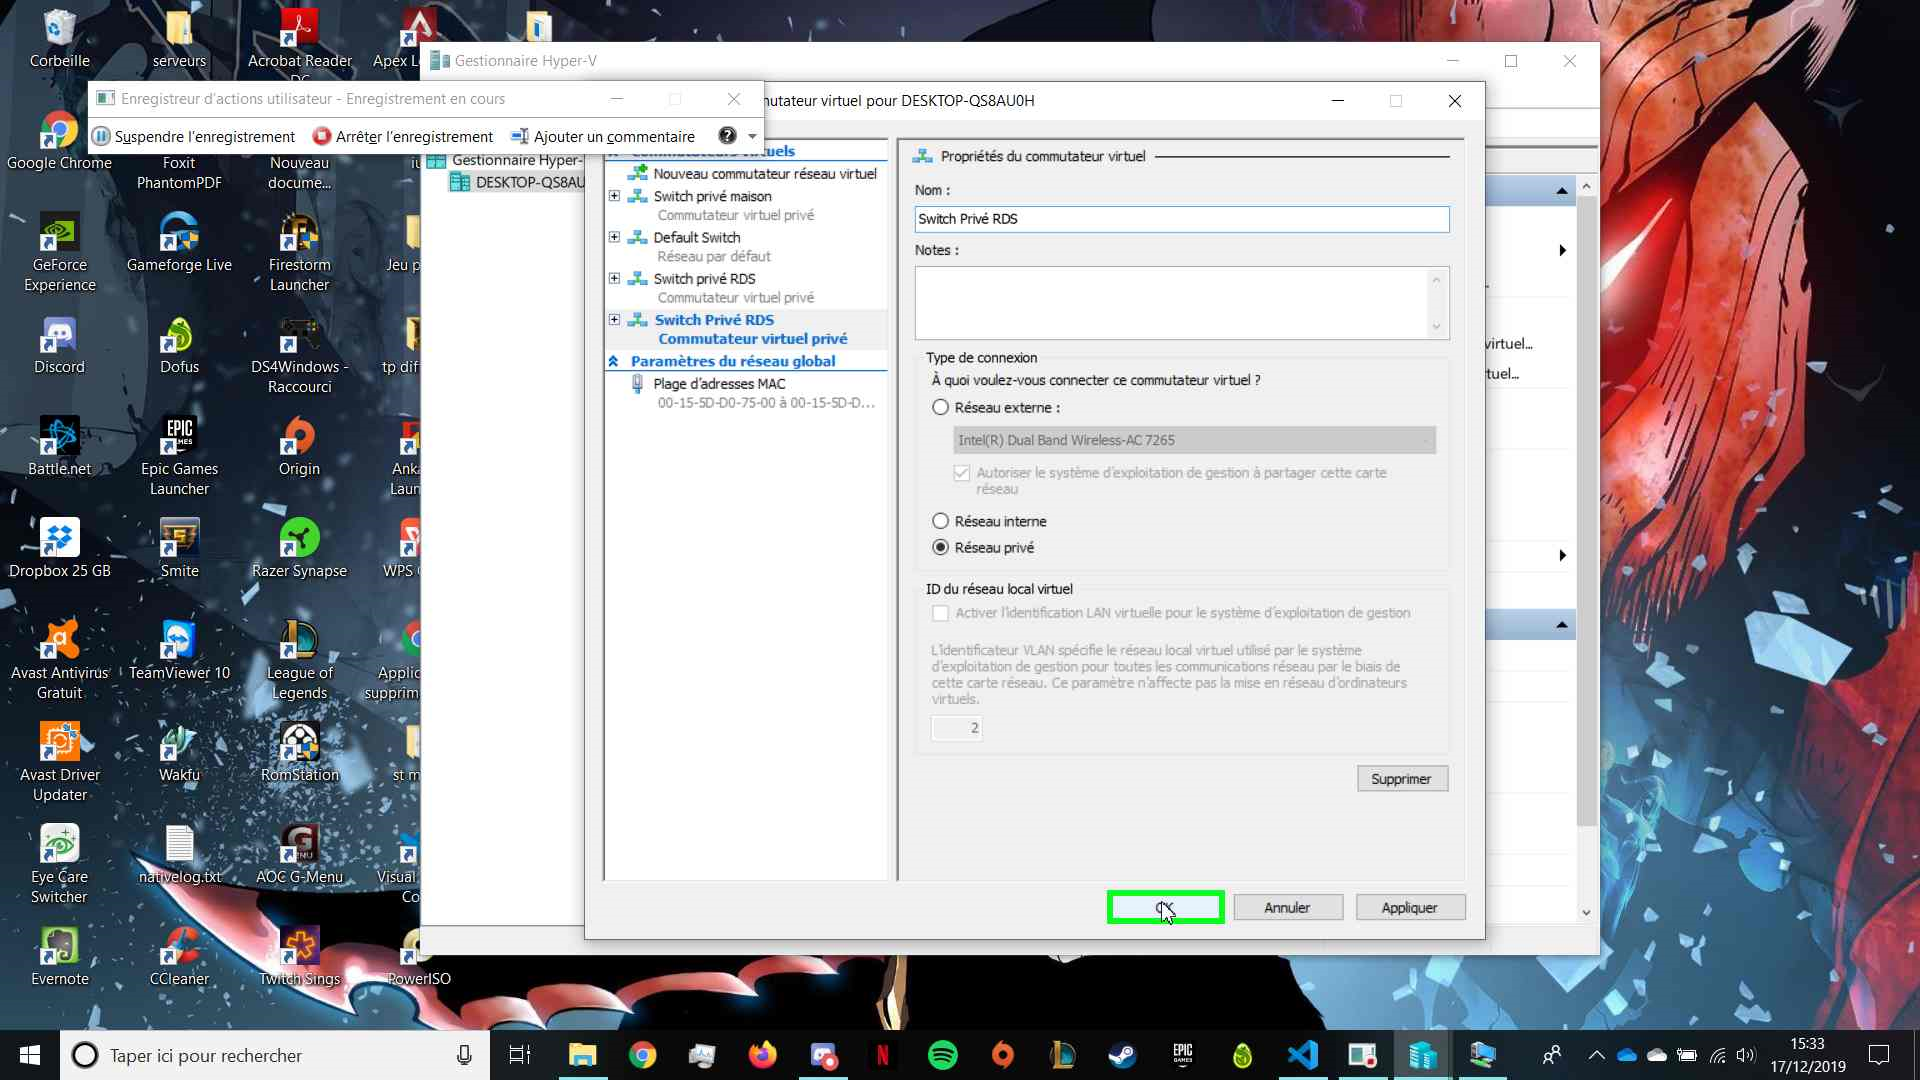 Corbeille
serveurs
Acrobat Reader
DC
Apex L
Gestionnaire Hyper-V
Enregistreur d'actions utilisateur - Enregistrement en cours
Suspendre l'enregistrement
Arrêter l'enregistrement
Ajouter un commentaire
mutateur virtuel pour DESKTOP-QS8AU0H
Google Chrome
Foxit
PhantomPDF
Nouveau
docume...
Gestionnaire Hyper-
DESKTOP-QS8AU
Commutateurs virtuels
Nouveau commutateur réseau virtuel
Switch privé maison
Commutateur virtuel privé
Default Switch
Réseau par défaut
Switch privé RDS
Commutateur virtuel privé
Switch Privé RDS
Commutateur virtuel privé
Paramètres du réseau global
Plage d'adresses MAC
00-15-5D-D0-75-00 à 00-15-5D-D...
Propriétés du commutateur virtuel
Nom :
Switch Privé RDS
Notes :
Type de connexion
À quoi voulez-vous connecter ce commutateur virtuel ?
Réseau externe :
Intel(R) Dual Band Wireless-AC 7265
Autoriser le système d'exploitation de gestion à partager cette carte
réseau
Réseau interne
Réseau privé
ID du réseau local virtuel
Activer l'identification LAN virtuelle pour le système d'exploitation de gestion
L'identificateur VLAN spécifie le réseau local virtuel utilisé par le système
d'exploitation de gestion pour toutes les communications réseau par le biais de
cette carte réseau. Ce paramètre n'affecte pas la mise en réseau d'ordinateurs
virtuels.
2
Supprimer
Annuler
Appliquer
virtuel...
tuel...
GeForce
Experience
Gameforge Live
Firestorm
Launcher
Jeu p
Discord
Dofus
DS4Windows -
Raccourci
tp dif
Battle.net
EPIC
GAMES
Epic Games
Launcher
Origin
Anka
Laun
Dropbox 25 GB
Smite
Razer Synapse
WPS
Avast Antivirus
Gratuit
TeamViewer 10
League of
Legends
Applic
supprim
Avast Driver
Updater
Wakfu
RomStation
st m
Eye Care
Switcher
nativelog.txt
AOC G-Menu
Visual
Co
Evernote
CCleaner
Twitch Sings
PowerISO
Taper ici pour rechercher
EPIC
GAMES
15:33
17/12/2019